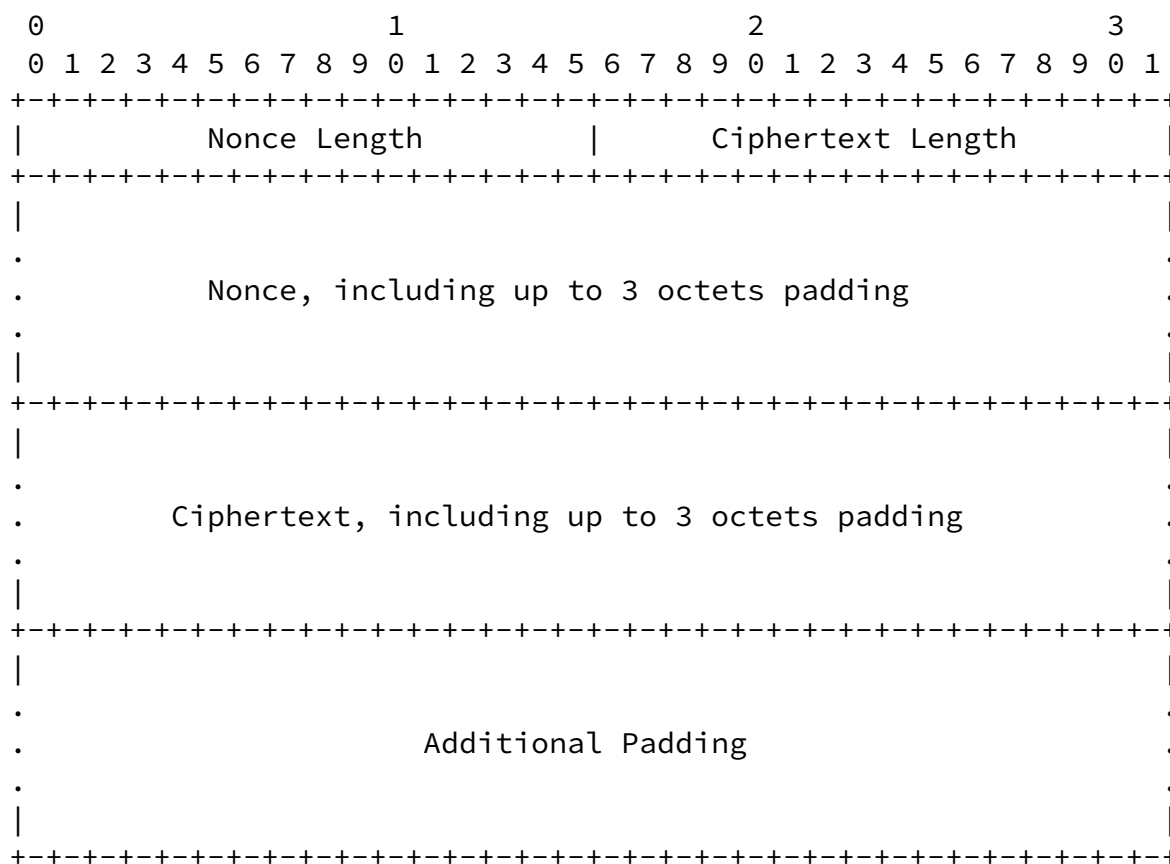 0                   1                   2                   3
0 1 2 3 4 5 6 7 8 9 0 1 2 3 4 5 6 7 8 9 0 1 2 3 4 5 6 7 8 9 0 1
+-+-+-+-+-+-+-+-+-+-+-+-+-+-+-+-+-+-+-+-+-+-+-+-+-+-+-+-+-+-+-+-+
|          Nonce Length         |      Ciphertext Length        |
+-+-+-+-+-+-+-+-+-+-+-+-+-+-+-+-+-+-+-+-+-+-+-+-+-+-+-+-+-+-+-+-+
|                                                               |
.                                                               .
.          Nonce, including up to 3 octets padding              .
.                                                               .
|                                                               |
+-+-+-+-+-+-+-+-+-+-+-+-+-+-+-+-+-+-+-+-+-+-+-+-+-+-+-+-+-+-+-+-+
|                                                               |
.                                                               .
.        Ciphertext, including up to 3 octets padding           .
.                                                               .
|                                                               |
+-+-+-+-+-+-+-+-+-+-+-+-+-+-+-+-+-+-+-+-+-+-+-+-+-+-+-+-+-+-+-+-+
|                                                               |
.                                                               .
.                      Additional Padding                       .
.                                                               .
|                                                               |
+-+-+-+-+-+-+-+-+-+-+-+-+-+-+-+-+-+-+-+-+-+-+-+-+-+-+-+-+-+-+-+-+